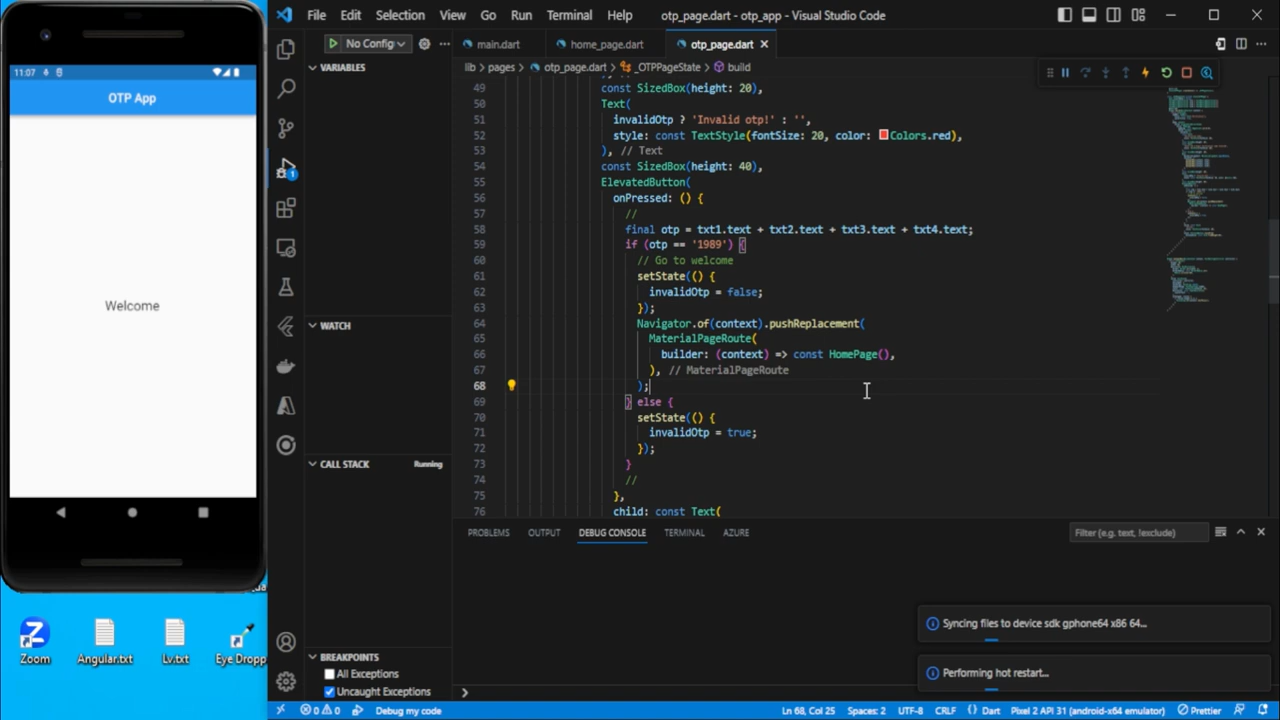 11:07
OTP App
Welcome
Zoom
Angular.txt
Lv.txt
Eye Dropp
File Edit Selection View Go Run Terminal Help
otp_page.dart - otp_app - Visual Studio Code
No Config
VARIABLES
WATCH
CALL STACK
Running
BREAKPOINTS
All Exceptions
Uncaught Exceptions
main.dart
home_page.dart
otp_page.dart
lib > pages > otp_page.dart > _OTPPageState > build
49 const SizedBox(height: 20),
50 Text(
51 invalidOtp ? 'Invalid otp!' : '',
52 style: const TextStyle(fontSize: 20, color: Colors.red),
53 ), // Text
54 const SizedBox(height: 40),
55 ElevatedButton(
56 onPressed: () {
57 //
58 final otp = txt1.text + txt2.text + txt3.text + txt4.text;
59 if (otp == '1989') {
60 // Go to welcome
61 setState(() {
62 invalidOtp = false;
63 });
64 Navigator.of(context).pushReplacement(
65 MaterialPageRoute(
66 builder: (context) => const HomePage(),
67 ), // MaterialPageRoute
68 );
69 } else {
70 setState(() {
71 invalidOtp = true;
72 });
73 }
74 //
75 },
76 child: const Text(
PROBLEMS OUTPUT DEBUG CONSOLE TERMINAL AZURE
Filter (e.g. text, !exclude)
Syncing files to device sdk gphone64 x86 64...
Performing hot restart...
0 0 Debug my code
Ln 68, Col 25 Spaces: 2 UTF-8 CRLF {} Dart Pixel 2 API 31 (android-x64 emulator) Prettier